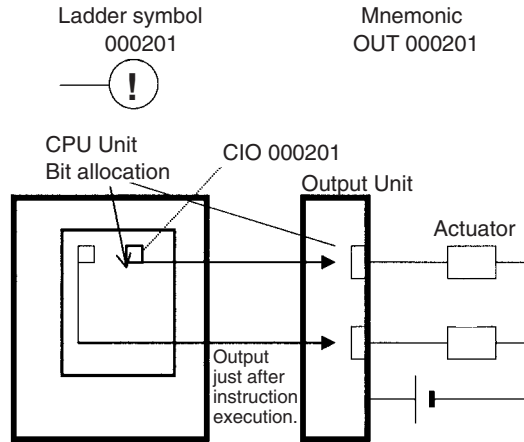 Ladder symbol
000201
Mnemonic
OUT 000201
!
CPU Unit
Bit allocation
CIO 000201
Output Unit
Actuator
Output
just after
instruction
execution.